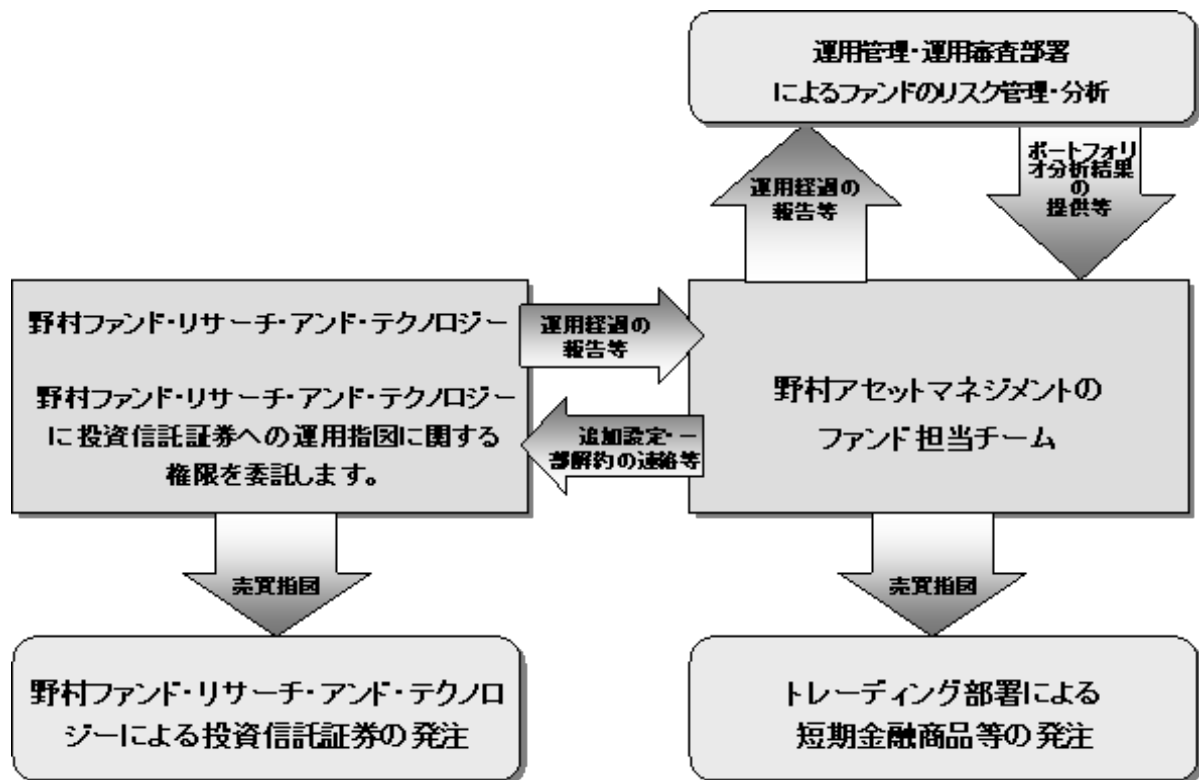 運用管理・運用審査部署
によるファンドのリスク管理・分析
運用経過の
報告等
ポートフォリ
オ分析結果
の
提供等
野村ファンド・リサーチ・アンド・テクノロジー
野村ファンド・リサーチ・アンド・テクノロジー
に投資信託証券への運用指図に関する
権限を委託します。
運用経過の
報告等
追加設定・一
部解約の連絡等
野村アセットマネジメントの
ファンド担当チーム
売買指図
売買指図
野村ファンド・リサーチ・アンド・テクノロ
ジーによる投資信託証券の発注
トレーディング部署による
短期金融商品等の発注